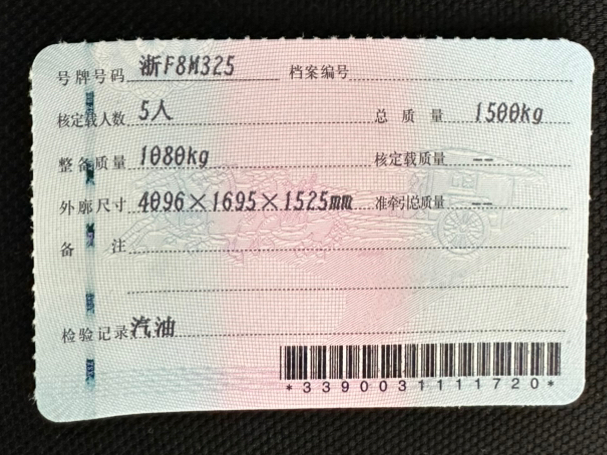 号牌号码 浙F8M325 档案编号
核定载人数 5人 总质量 1500kg
整备质量 1080kg 核定载质量 --
外廓尺寸 4096×1695×1525mm 准牵引总质量 --
备注
检验记录 汽油
*3390031111720*